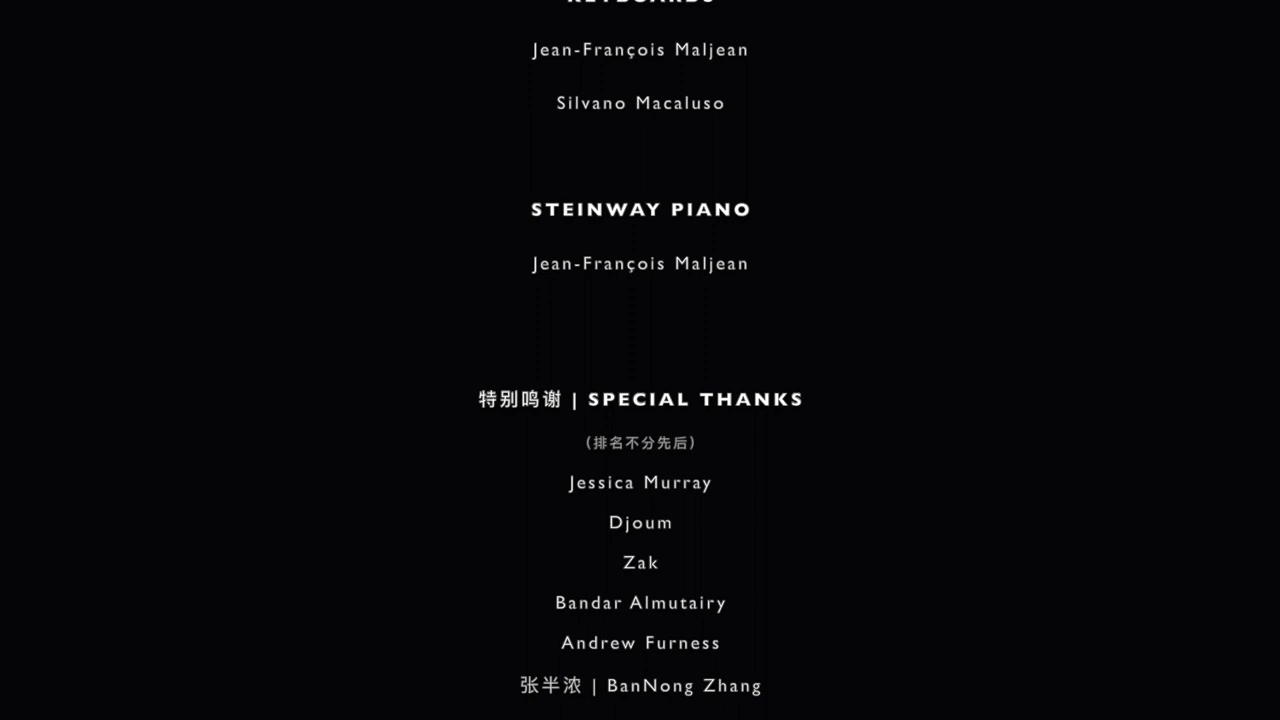 KEYBOARDS
Jean-François Maljean
Silvano Macaluso
STEINWAY PIANO
Jean-François Maljean
特别鸣谢 | SPECIAL THANKS
(排名不分先后)
Jessica Murray
Djoum
Zak
Bandar Almutairy
Andrew Furness
张半浓 | BanNong Zhang